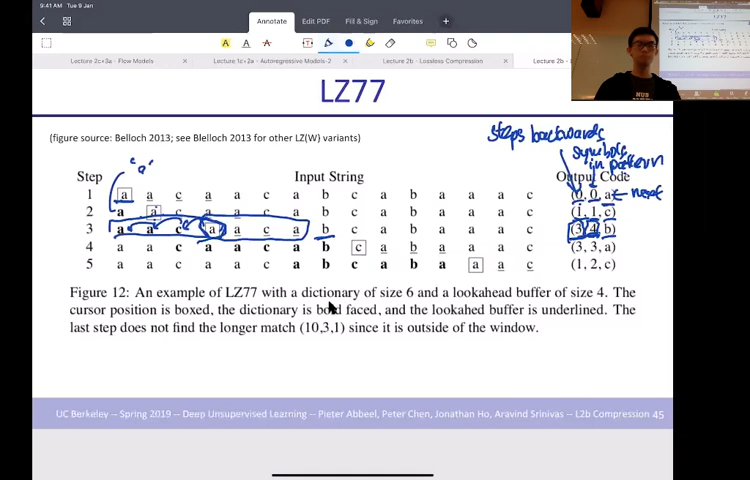 9:41 AM Tue 9 Jan
Annotate Edit PDF Fill & Sign Favorites +
Lecture 2c+3a - Flow Models × Lecture 1c+2a - Autoregressive Models-2 Lecture 2b - Lossless Compression × Lecture 2b - Loss
LZ77
(figure source: Belloch 2013; see Blelloch 2013 for other LZ(W) variants)
steps backwards
symbols
in pattern
"a"
Step Input String Output Code
1 a a c a a c a b c a b a a a c (0, 0, a) ← next
2 a a c a a c a b c a b a a a c (1, 1, c)
3 a a c a a c a b c a b a a a c (3, 4, b)
4 a a c a a c a b c a b a a a c (3, 3, a)
5 a a c a a c a b c a b a a a c (1, 2, c)
Figure 12: An example of LZ77 with a dictionary of size 6 and a lookahead buffer of size 4. The
cursor position is boxed, the dictionary is bold faced, and the lookahed buffer is underlined. The
last step does not find the longer match (10,3,1) since it is outside of the window.
UC Berkeley -- Spring 2019 -- Deep Unsupervised Learning -- Pieter Abbeel, Peter Chen, Jonathan Ho, Aravind Srinivas -- L2b Compression 45